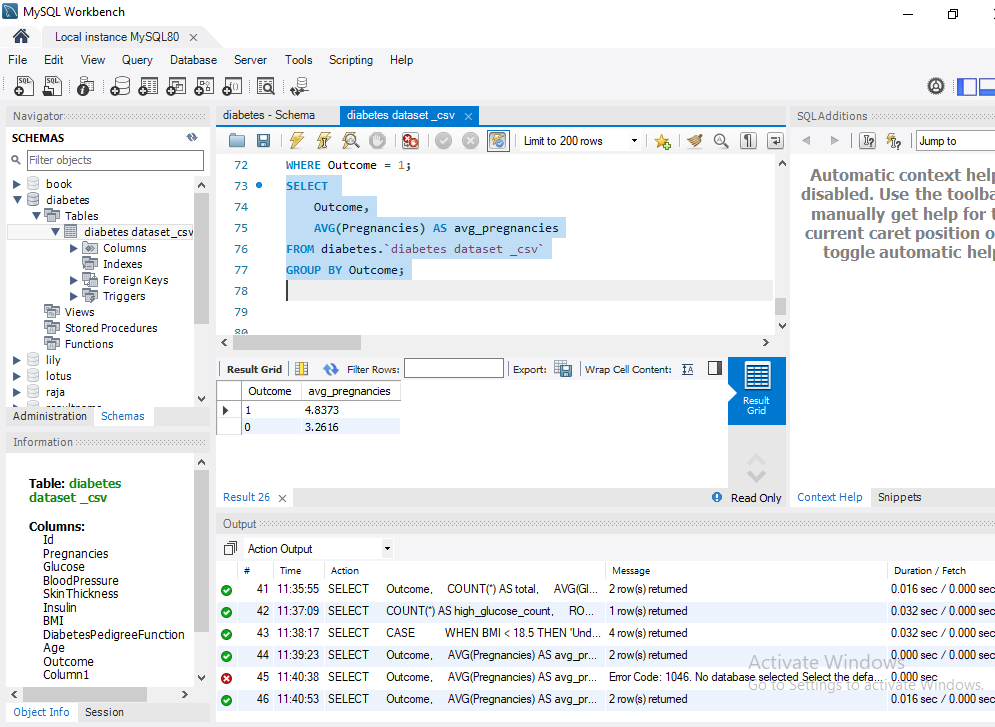 MySQL Workbench
Local instance MySQL80
File Edit View Query Database Server Tools Scripting Help
Navigator
SCHEMAS
Filter objects
book
diabetes
Tables
diabetes dataset_csv
Columns
Indexes
Foreign Keys
Triggers
Views
Stored Procedures
Functions
lily
lotus
raja
Administration Schemas
Information
Table: diabetes
dataset _csv
Columns:
Id
Pregnancies
Glucose
BloodPressure
SkinThickness
Insulin
BMI
DiabetesPedigreeFunction
Age
Outcome
Column1
Object Info Session
diabetes - Schema diabetes dataset _csv
Limit to 200 rows
72 WHERE Outcome = 1;
73 SELECT
74 Outcome,
75 AVG(Pregnancies) AS avg_pregnancies
76 FROM diabetes.`diabetes dataset _csv`
77 GROUP BY Outcome;
78
79
80
Result Grid Filter Rows: Export: Wrap Cell Content:
Outcome avg_pregnancies
1 4.8373
0 3.2616
Result Grid
Result 26 Read Only
SQLAdditions
Jump to
Automatic context help
disabled. Use the toolba
manually get help for t
current caret position o
toggle automatic help
Context Help Snippets
Output
Action Output
# Time Action Message Duration / Fetch
41 11:35:55 SELECT Outcome, COUNT(*) AS total, AVG(Gl... 2 row(s) returned 0.016 sec / 0.000 sec
42 11:37:09 SELECT COUNT(*) AS high_glucose_count, RO... 1 row(s) returned 0.032 sec / 0.000 sec
43 11:38:17 SELECT CASE WHEN BMI < 18.5 THEN 'Und... 4 row(s) returned 0.032 sec / 0.000 sec
44 11:39:23 SELECT Outcome, AVG(Pregnancies) AS avg_pr... 2 row(s) returned 0.000 sec / 0.000 sec
45 11:40:38 SELECT Outcome, AVG(Pregnancies) AS avg_pr... Error Code: 1046. No database selected Select the defa... 0.000 sec
46 11:40:53 SELECT Outcome, AVG(Pregnancies) AS avg_pr... 2 row(s) returned 0.016 sec / 0.000 sec
Activate Windows
Go to Settings to activate Windows.